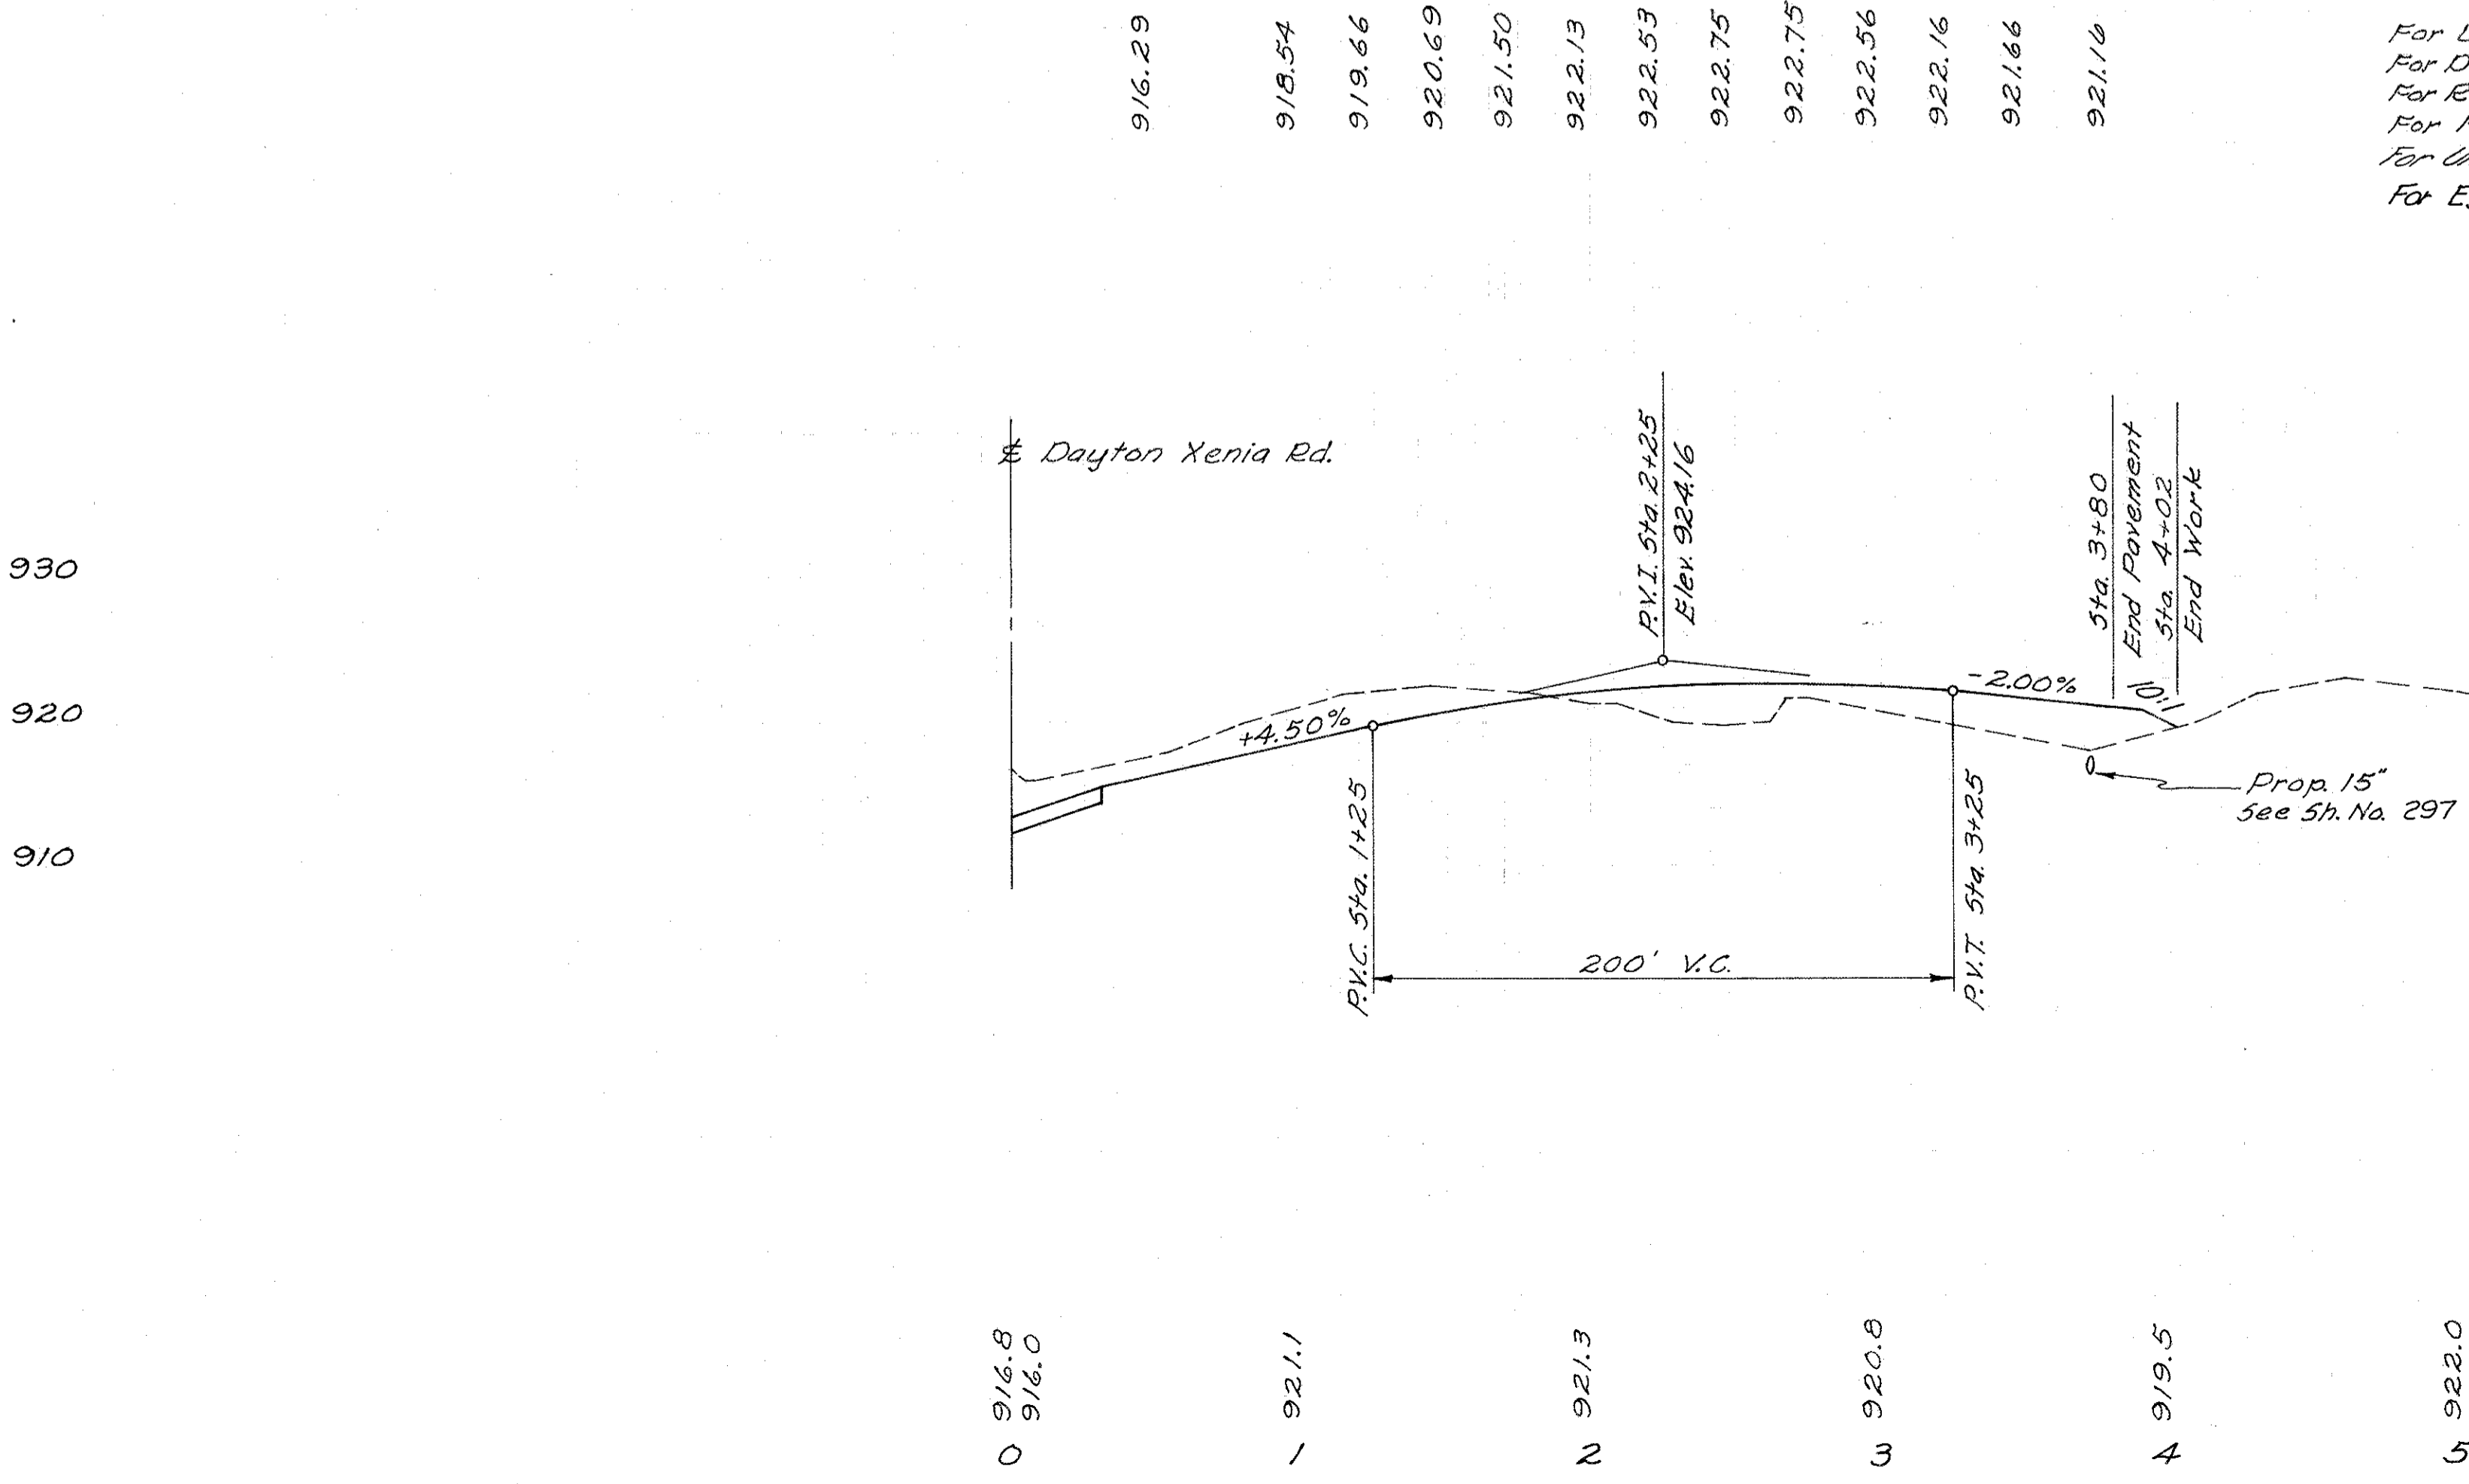 916.29
918.54
919.66
920.69
921.50
922.13
922.53
922.75
922.75
922.56
922.16
921.66
921.16
For
For
For
For
For
For
℄ Dayton Xenia Rd.
P.V.I. Sta. 2+25
Elev. 924.16
Sta. 3+80
End Pavement
Sta. 4+02
End Work
930
920
910
+4.50%
-2.00%
10:1
P.V.C. Sta. 1+25
200' V.C.
P.V.T. Sta. 3+25
Prop. 15"
See Sh. No. 297
916.8
916.0
921.1
921.3
920.8
919.5
922.0
0 1 2 3 4 5